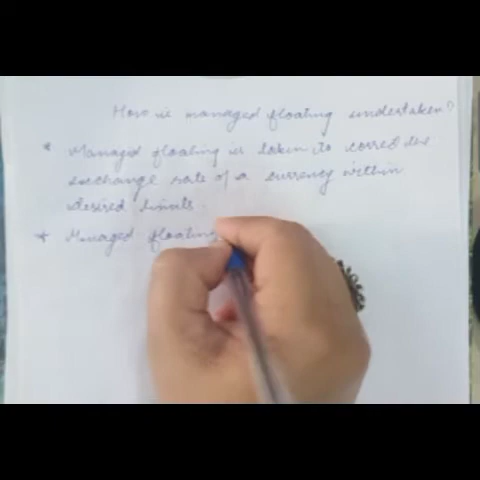 How is managed floating undertaken?
* Managed floating is taken to correct the
exchange rate of a currency within
desired limits.
* Managed floating